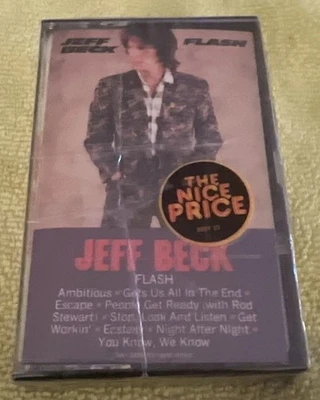 JEFF BECK FLASH
THE
NICE
PRICE
JEFF BECK
FLASH
Ambitious • Gets Us All In The End •
Escape • People Get Ready (with Rod
Stewart) • Stop, Look And Listen • Get
Workin' • Ecstasy • Night After Night •
You Know, We Know